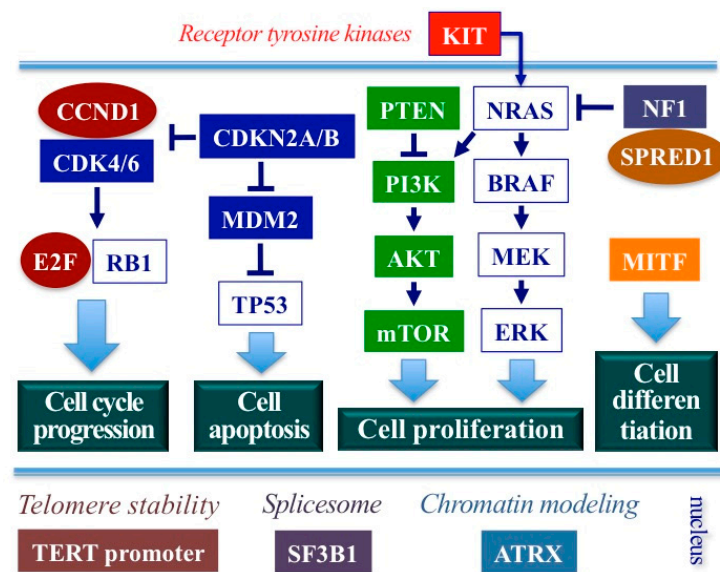 Receptor tyrosine kinases
KIT
CCND1
CDK4/6
CDKN2A/B
PTEN
NRAS
NF1
SPRED1
MDM2
PI3K
BRAF
E2F
RB1
TP53
AKT
MEK
MITF
mTOR
ERK
Cell cycle
progression
Cell
apoptosis
Cell proliferation
Cell
differen
tiation
Telomere stability
Splicesome
Chromatin modeling
nucleus
TERT promoter
SF3B1
ATRX